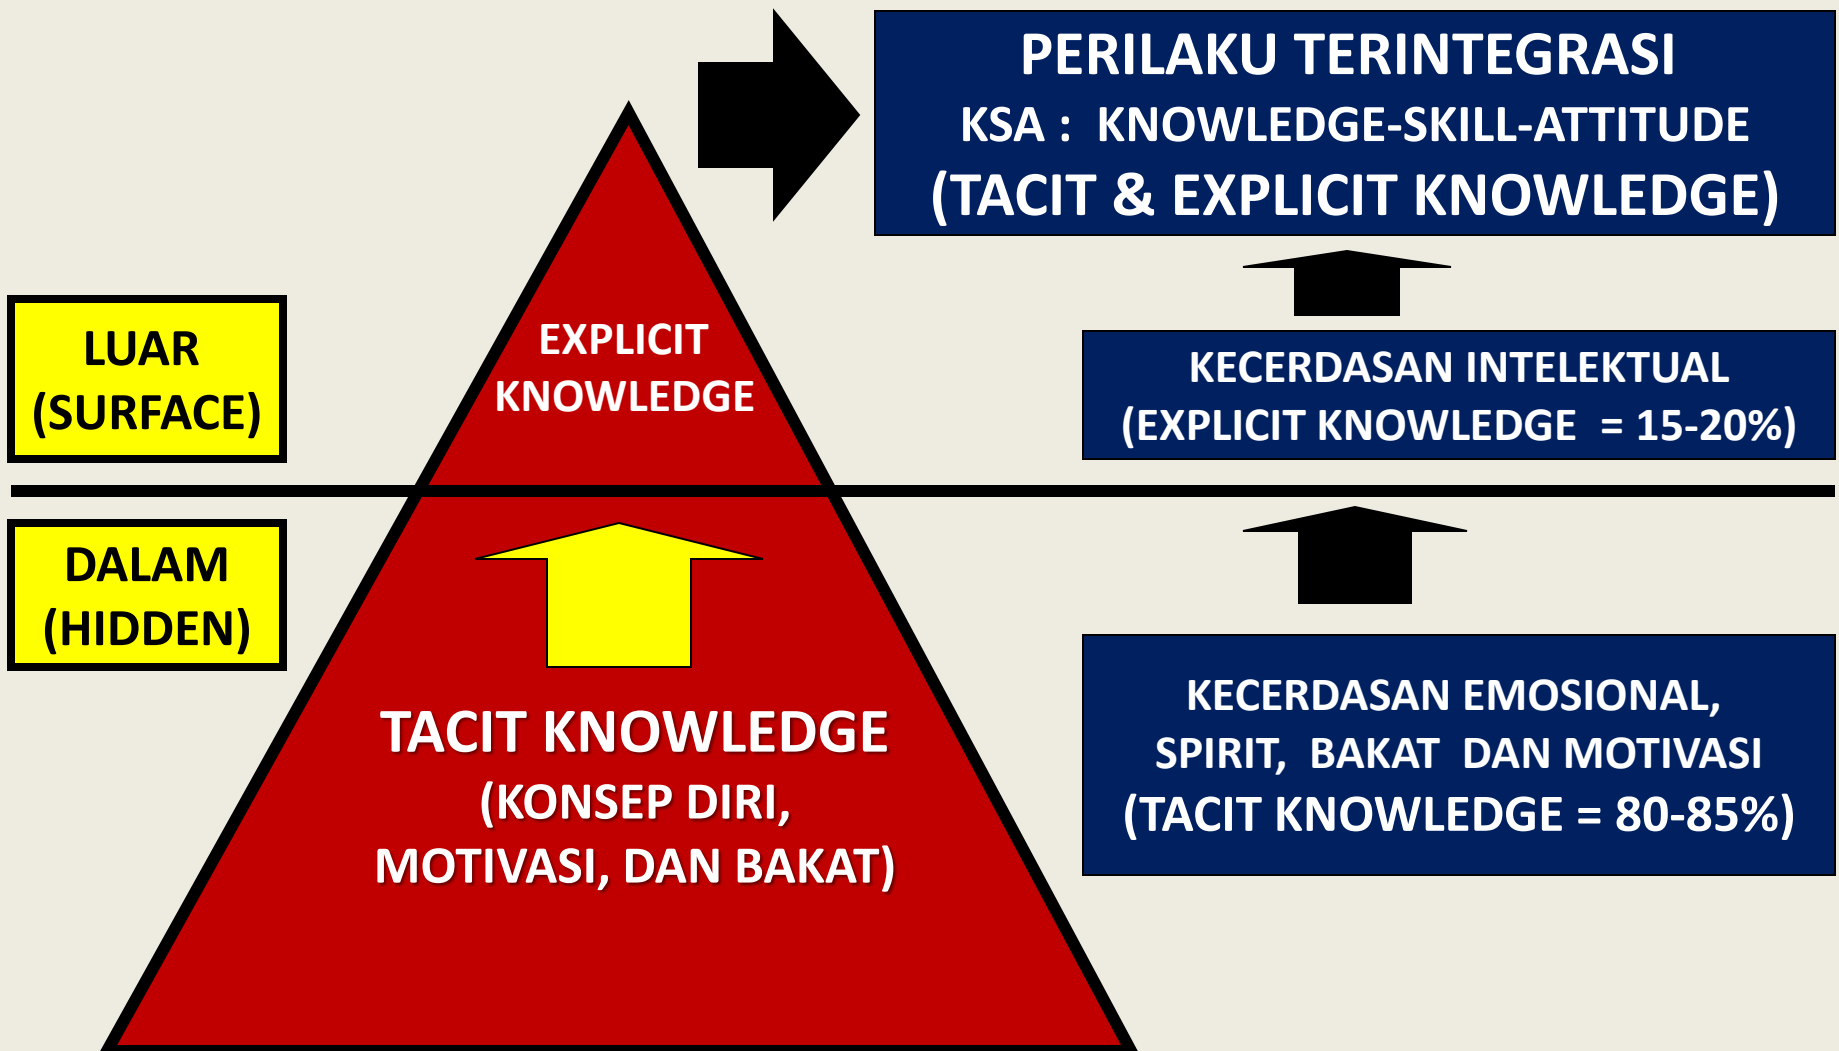 PERILAKU TERINTEGRASI
KSA : KNOWLEDGE-SKILL-ATTITUDE
(TACIT & EXPLICIT KNOWLEDGE)
LUAR
(SURFACE)
EXPLICIT
KNOWLEDGE
KECERDASAN INTELEKTUAL
(EXPLICIT KNOWLEDGE = 15-20%)
DALAM
(HIDDEN)
TACIT KNOWLEDGE
(KONSEP DIRI,
MOTIVASI, DAN BAKAT)
KECERDASAN EMOSIONAL,
SPIRIT, BAKAT DAN MOTIVASI
(TACIT KNOWLEDGE = 80-85%)